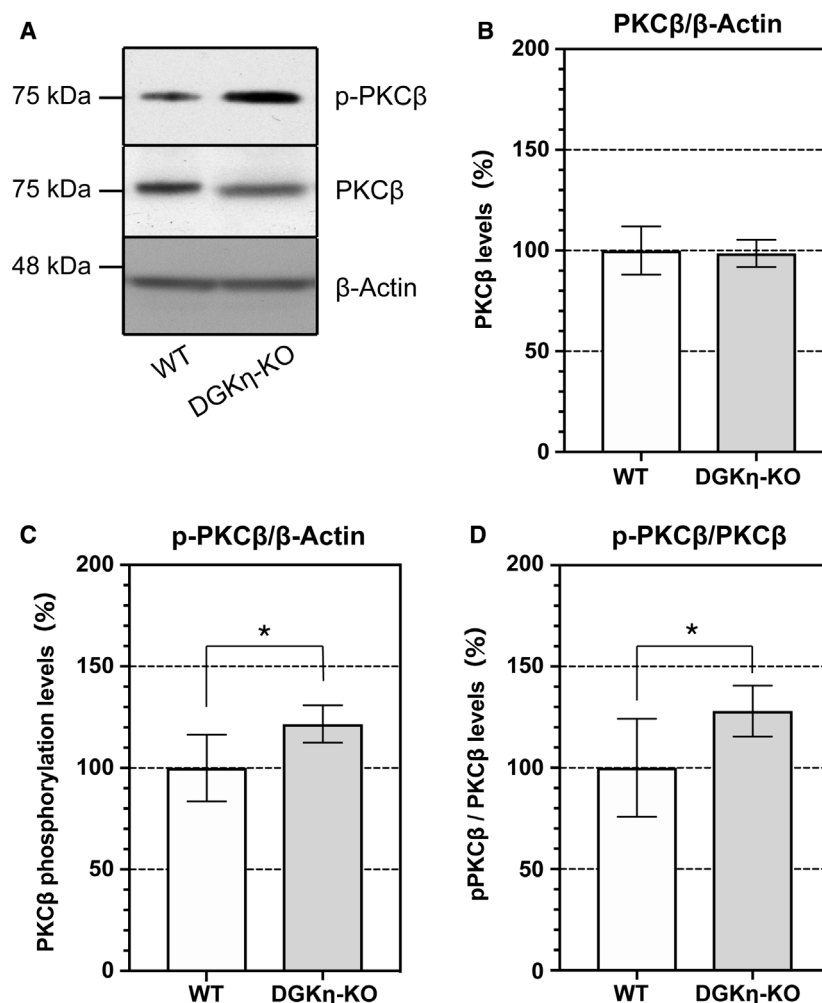 A
75 kDa
p-PKCβ
75 kDa
PKCβ
48 kDa
β-Actin
WT
DGKη-KO
B
PKCβ/β-Actin
PKCβ levels (%)
200
150
100
50
0
WT
DGKη-KO
C
p-PKCβ/β-Actin
PKCβ phosphorylation levels (%)
200
150
100
50
0
*
WT
DGKη-KO
D
p-PKCβ/PKCβ
pPKCβ / PKCβ levels (%)
200
150
100
50
0
*
WT
DGKη-KO